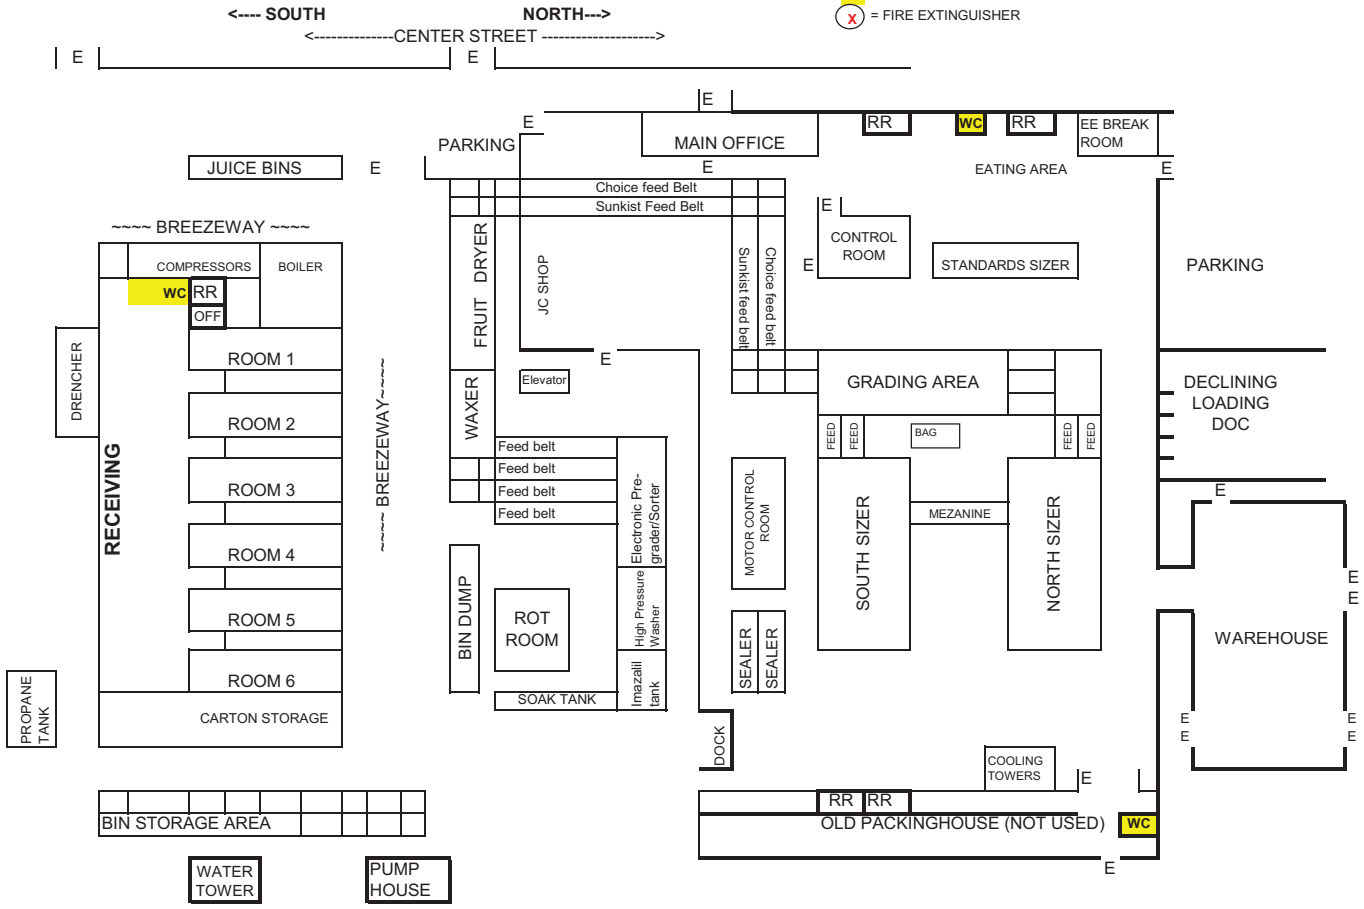 <---- SOUTH NORTH--->
X = FIRE EXTINGUISHER
<--------------CENTER STREET -------------------->
E
E
E
E
PARKING
MAIN OFFICE
RR
WC
RR
EE BREAK
ROOM
JUICE BINS
E
E
EATING AREA
E
Choice feed Belt
Sunkist Feed Belt
~~~~ BREEZEWAY ~~~~
E
CONTROL
ROOM
E
STANDARDS SIZER
PARKING
COMPRESSORS
BOILER
WC
RR
OFF
FRUIT DRYER
JC SHOP
Sunkist feed belt
Choice feed belt
DRENCHER
ROOM 1
E
Elevator
GRADING AREA
DECLINING
LOADING
DOC
~~~~ BREEZEWAY~~~~
WAXER
ROOM 2
FEED
FEED
BAG
FEED
FEED
RECEIVING
Feed belt
Feed belt
Feed belt
Feed belt
Electronic Pre-
grader/Sorter
ROOM 3
MOTOR CONTROL
ROOM
SOUTH SIZER
MEZANINE
NORTH SIZER
E
ROOM 4
BIN DUMP
ROT
ROOM
High Pressure
Washer
E
E
ROOM 5
SEALER
SEALER
WAREHOUSE
ROOM 6
Imazalil
tank
SOAK TANK
PROPANE
TANK
CARTON STORAGE
DOCK
E
E
E
E
COOLING
TOWERS
E
RR
RR
BIN STORAGE AREA
OLD PACKINGHOUSE (NOT USED)
WC
E
WATER
TOWER
PUMP
HOUSE